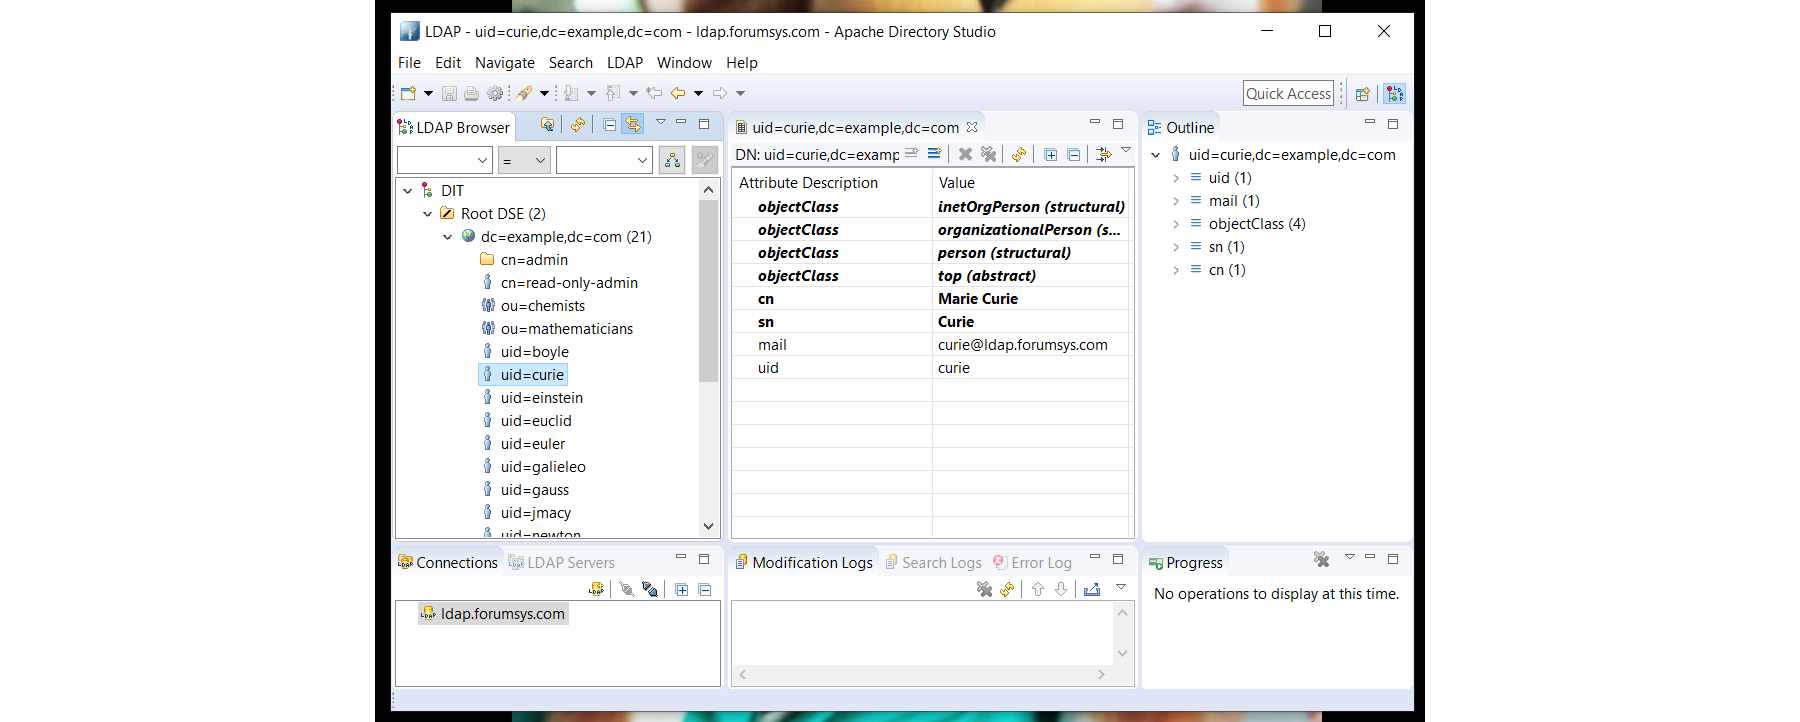 LDAP - uid=curie,dc=example,dc=com - ldap.forumsys.com - Apache Directory Studio
File Edit Navigate Search LDAP Window Help
Quick Access
LDAP Browser
=
DIT
Root DSE (2)
dc=example,dc=com (21)
cn=admin
cn=read-only-admin
ou=chemists
ou=mathematicians
uid=boyle
uid=curie
uid=einstein
uid=euclid
uid=euler
uid=galieleo
uid=gauss
uid=jmacy
uid=newton
uid=curie,dc=example,dc=com
DN: uid=curie,dc=examp
Attribute Description Value
objectClass inetOrgPerson (structural)
objectClass organizationalPerson (s...
objectClass person (structural)
objectClass top (abstract)
cn Marie Curie
sn Curie
mail curie@ldap.forumsys.com
uid curie
Outline
uid=curie,dc=example,dc=com
uid (1)
mail (1)
objectClass (4)
sn (1)
cn (1)
Connections LDAP Servers
ldap.forumsys.com
Modification Logs Search Logs Error Log
Progress
No operations to display at this time.